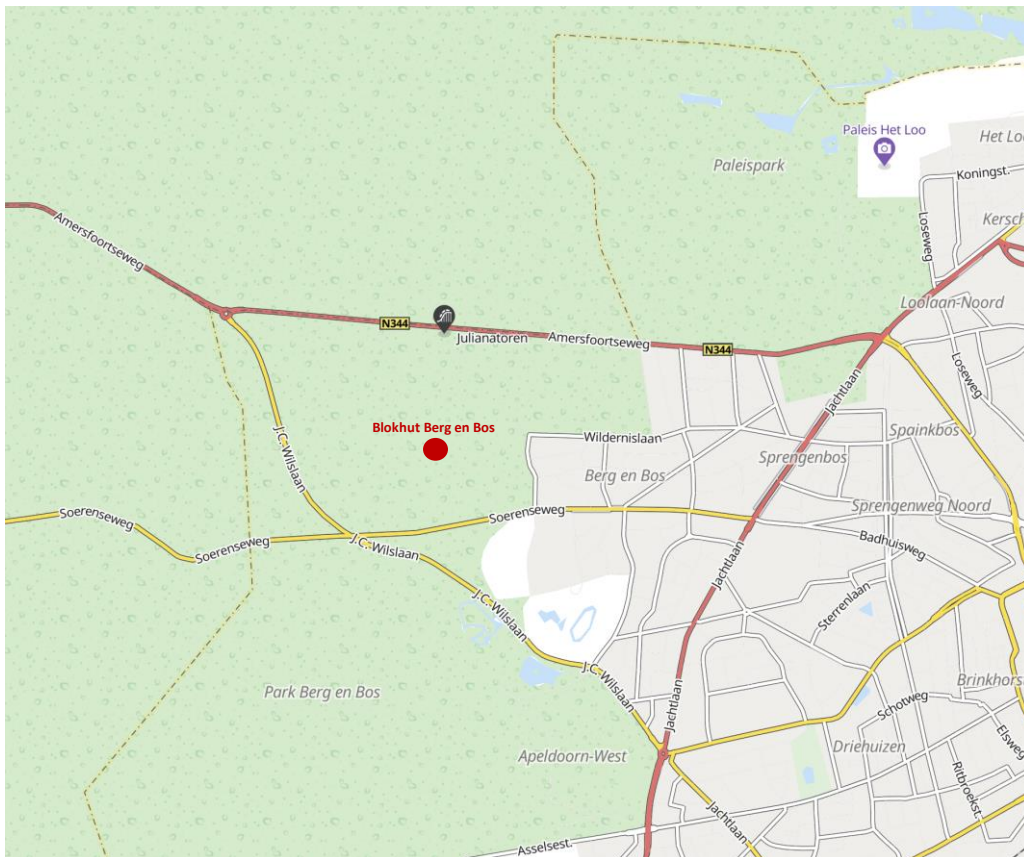 Paleis Het Loo
Het Loo
Paleispark
Koningst.
Loseweg
Kersch
Amersfoortseweg
Loolaan-Noord
N344
Julianatoren
Amersfoortseweg
N344
Loseweg
Jachtlaan
Blokhut Berg en Bos
J.C. Wilslaan
Wildernislaan
Spainkbos
Sprengenbos
Berg en Bos
Soerenseweg
Soerenseweg
Sprengenweg Noord
Soerenseweg
J.C. Wilslaan
Badhuisweg
Jachtlaan
J.C. Wilslaan
Sterrenlaan
J.C. Wilslaan
Park Berg en Bos
Jachtlaan
Brinkhorst
Schotweg
Apeldoorn-West
Driehuizen
Elsweg
Ritbroekst.
Jachtlaan
Asselsest.